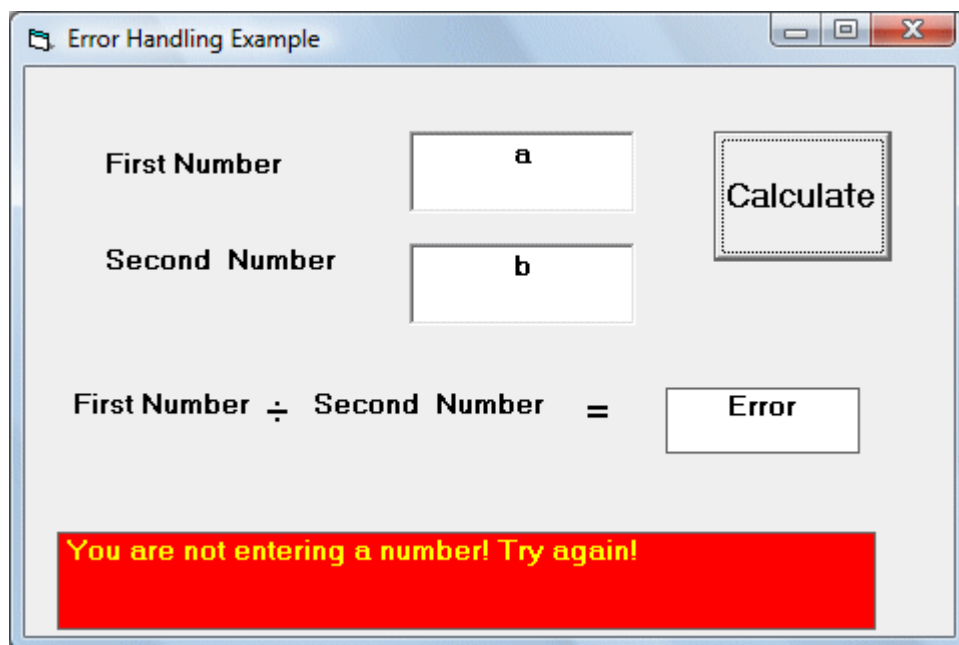 Error Handling Example
First Number
a
Calculate
Second Number
b
First Number ÷ Second Number = Error
You are not entering a number! Try again!